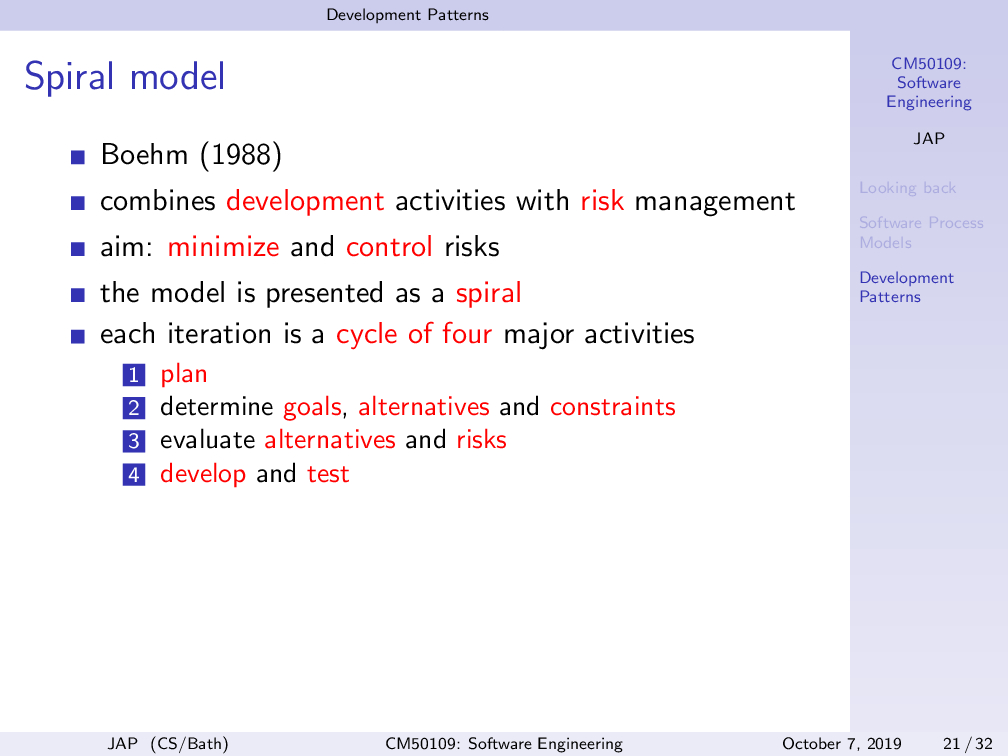 Development Patterns
Spiral model
Boehm (1988)
combines development activities with risk management
aim: minimize and control risks
the model is presented as a spiral
each iteration is a cycle of four major activities
1 plan
2 determine goals, alternatives and constraints
3 evaluate alternatives and risks
4 develop and test
CM50109:
Software
Engineering
JAP
Looking back
Software Process
Models
Development
Patterns
JAP (CS/Bath)
CM50109: Software Engineering
October 7, 2019
21 / 32